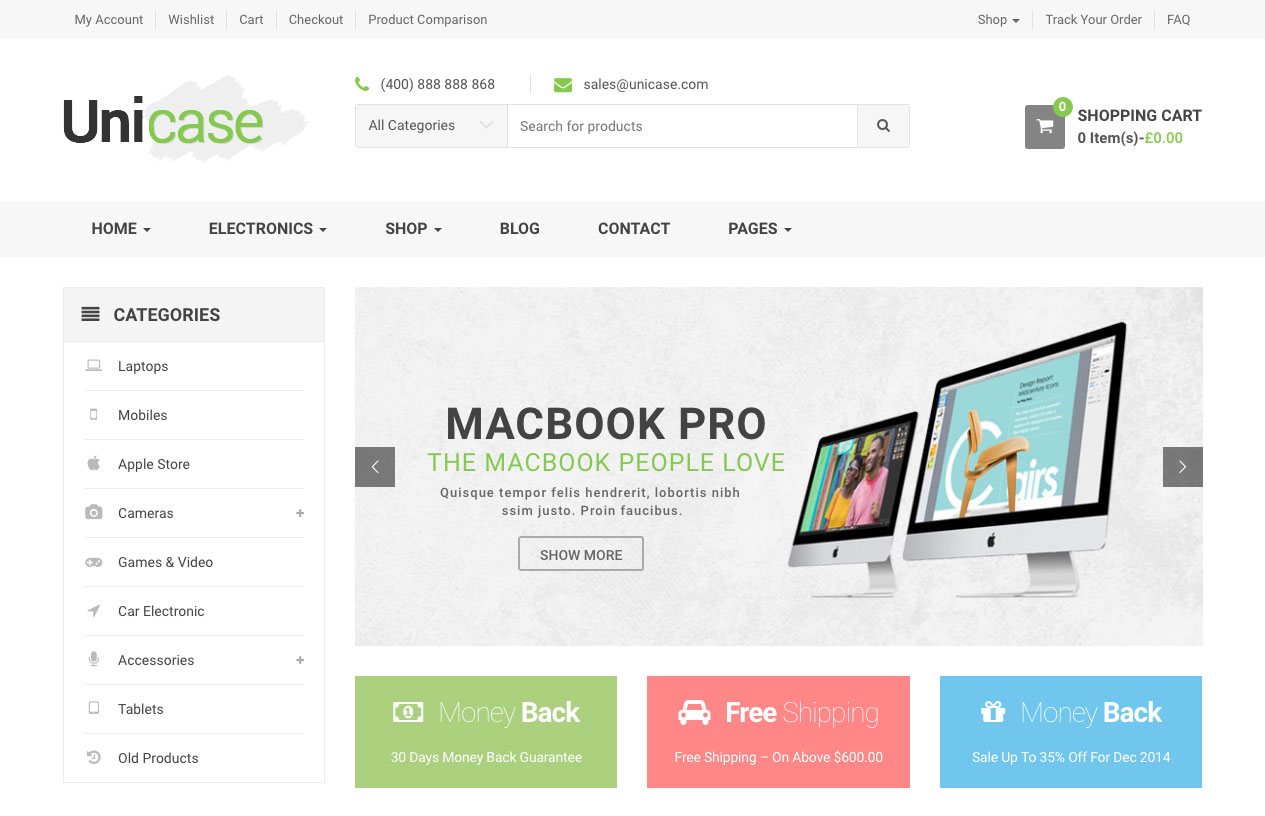 My Account
Wishlist
Cart
Checkout
Product Comparison
Shop
Track Your Order
FAQ
Unicase
(400) 888 888 868
sales@unicase.com
All Categories
Search for products
0
SHOPPING CART
0 Item(s)-£0.00
HOME
ELECTRONICS
SHOP
BLOG
CONTACT
PAGES
CATEGORIES
Laptops
Mobiles
Apple Store
Cameras
Games & Video
Car Electronic
Accessories
Tablets
Old Products
MACBOOK PRO
THE MACBOOK PEOPLE LOVE
Quisque tempor felis hendrerit, lobortis nibh
ssim justo. Proin faucibus.
SHOW MORE
Design Report:
Midcentury Icons
airs
Money Back
30 Days Money Back Guarantee
Free Shipping
Free Shipping – On Above $600.00
Money Back
Sale Up To 35% Off For Dec 2014